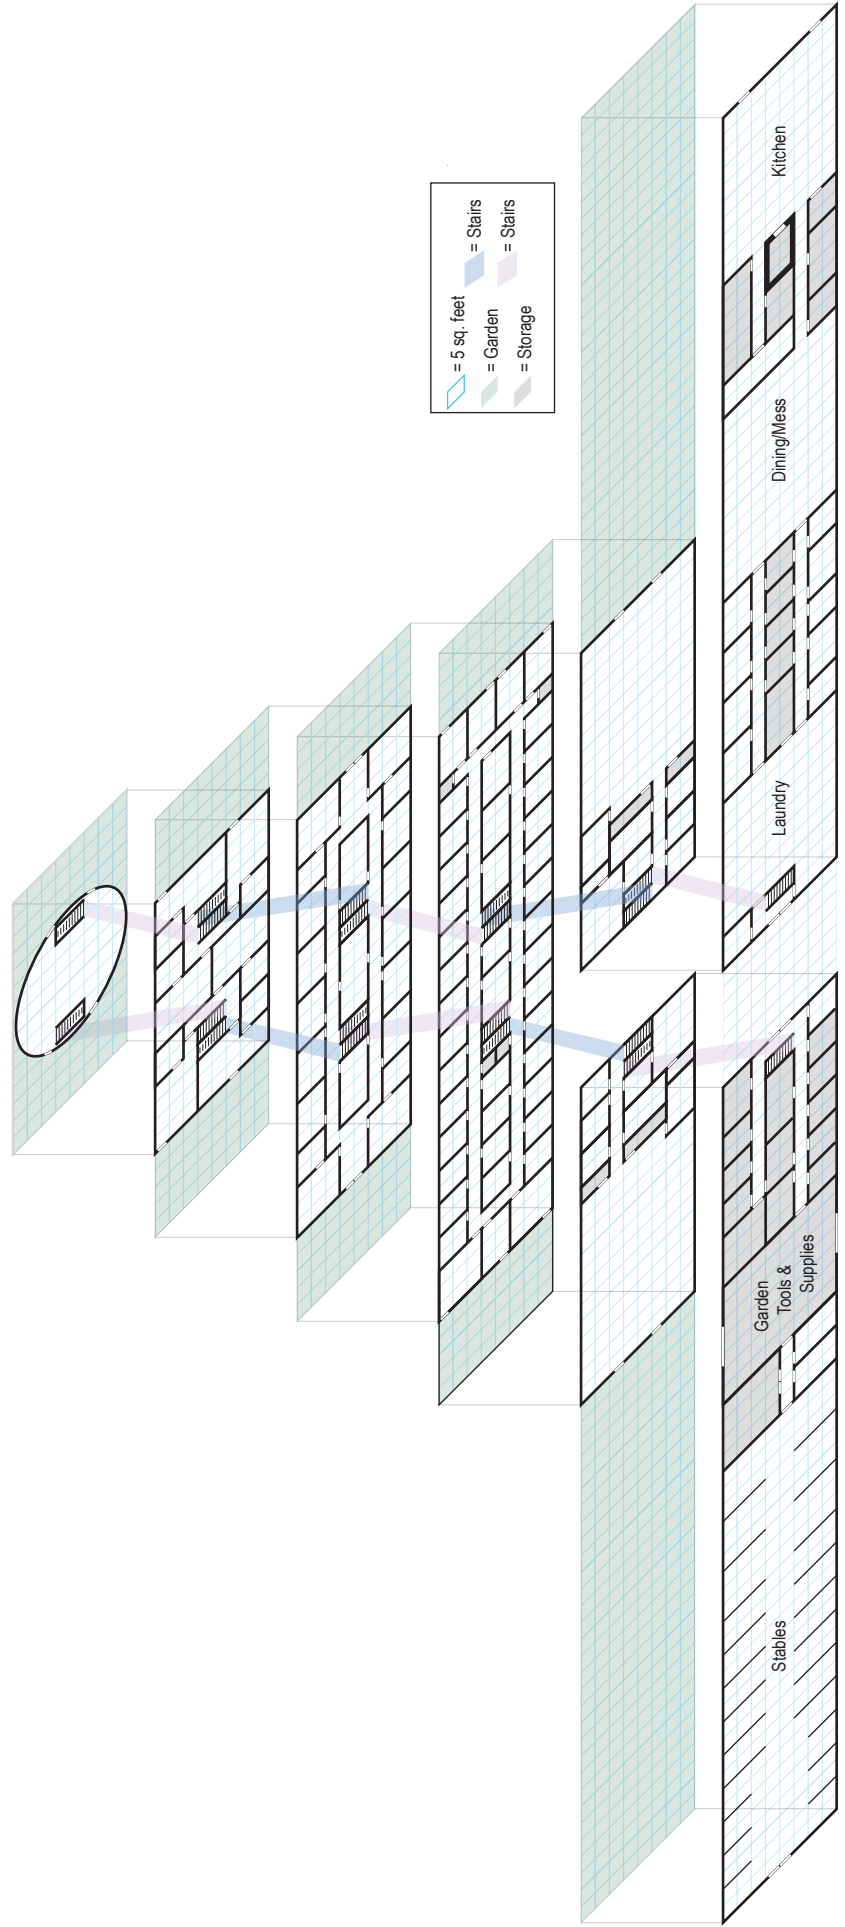 = 5 sq. feet
= Stairs
= Garden
= Stairs
= Storage
Stables
Garden
Tools &
Supplies
Laundry
Dining/Mess
Kitchen